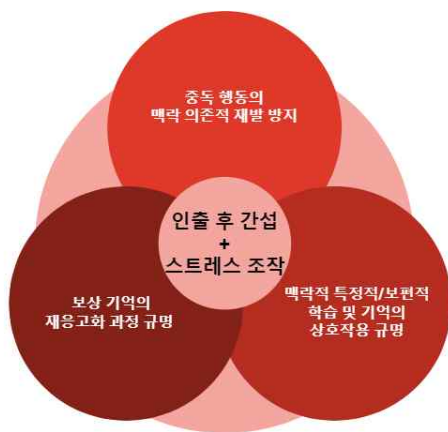 중독 행동의
맥락 의존적 재발 방지
인출 후 간섭
+
스트레스 조작
보상 기억의
재응고화 과정 규명
맥락적 특정적/보편적
학습 및 기억의
상호작용 규명